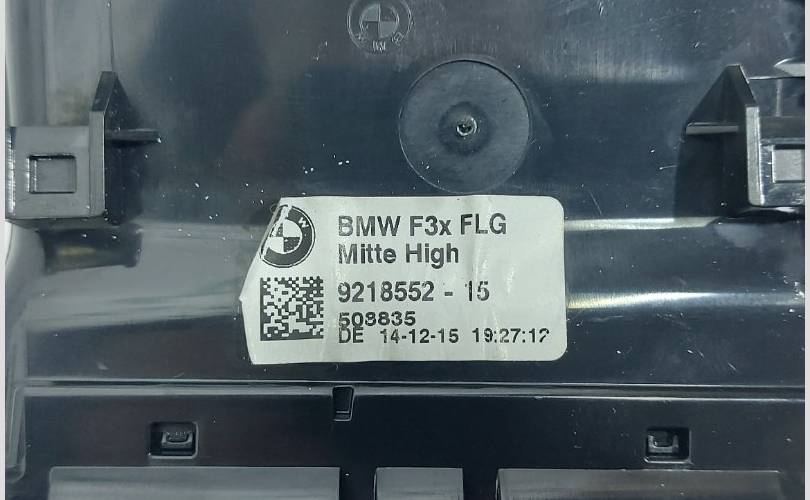 BMW F3x FLG
Mitte High
9218552 - 15
508835
DE 14-12-15 19:27:12